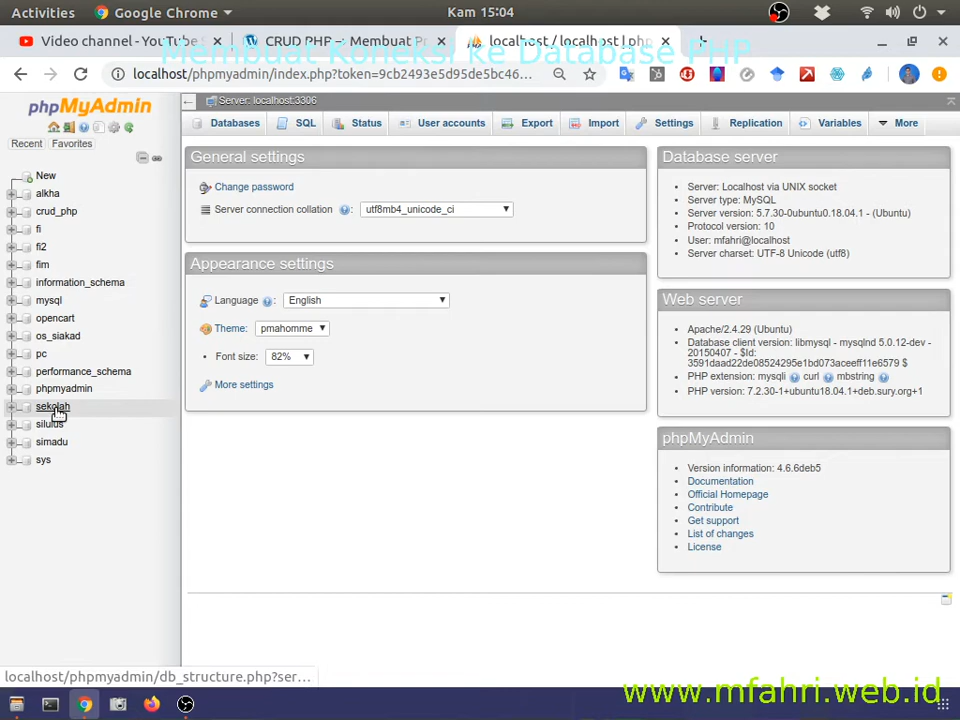 Activities Google Chrome Kam 15:04
Video channel - YouTube CRUD PHP –› Membuat P localhost / localhost | php
Membuat Koneksi ke Database PHP
localhost/phpmyadmin/index.php?token=9cb2493e5d95de5bc46...
phpMyAdmin
Recent Favorites
New
alkha
crud_php
fi
fi2
fim
information_schema
mysql
opencart
os_siakad
pc
performance_schema
phpmyadmin
sekolah
silulus
simadu
sys
Server: localhost:3306
Databases SQL Status User accounts Export Import Settings Replication Variables More
General settings
Change password
Server connection collation : utf8mb4_unicode_ci
Appearance settings
Language : English
Theme: pmahomme
Font size: 82%
More settings
Database server
Server: Localhost via UNIX socket
Server type: MySQL
Server version: 5.7.30-0ubuntu0.18.04.1 - (Ubuntu)
Protocol version: 10
User: mfahri@localhost
Server charset: UTF-8 Unicode (utf8)
Web server
Apache/2.4.29 (Ubuntu)
Database client version: libmysql - mysqlnd 5.0.12-dev -
20150407 - $Id:
3591daad22de08524295e1bd073aceeff11e6579 $
PHP extension: mysqli curl mbstring
PHP version: 7.2.30-1+ubuntu18.04.1+deb.sury.org+1
phpMyAdmin
Version information: 4.6.6deb5
Documentation
Official Homepage
Contribute
Get support
List of changes
License
localhost/phpmyadmin/db_structure.php?ser...
www.mfahri.web.id